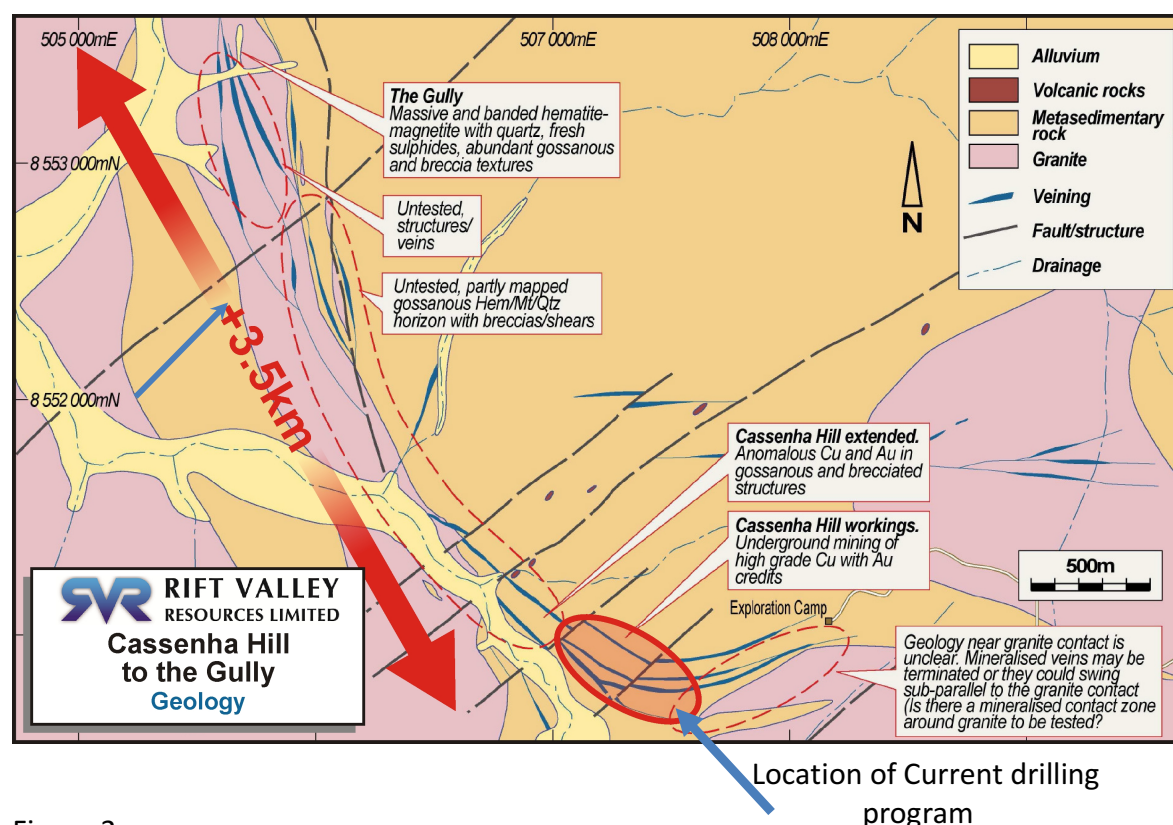 505 000mE
507 000mE
508 000mE
8 553 000mN
8 552 000mN
The Gully
Massive and banded hematite-
magnetite with quartz, fresh
sulphides, abundant gossanous
and breccia textures
Untested,
structures/
veins
Untested, partly mapped
gossanous Hem/Mt/Qtz
horizon with breccias/shears
+3.5km
N
Alluvium
Volcanic rocks
Metasedimentary
rock
Granite
Veining
Fault/structure
Drainage
Cassenha Hill extended.
Anomalous Cu and Au in
gossanous and brecciated
structures
Cassenha Hill workings.
Underground mining of
high grade Cu with Au
credits
500m
Exploration Camp
Geology near granite contact is
unclear. Mineralised veins may be
terminated or they could swing
sub-parallel to the granite contact
(Is there a mineralised contact zone
around granite to be tested?
RVR RIFT VALLEY
RESOURCES LIMITED
Cassenha Hill
to the Gully
Geology
Location of Current drilling
program